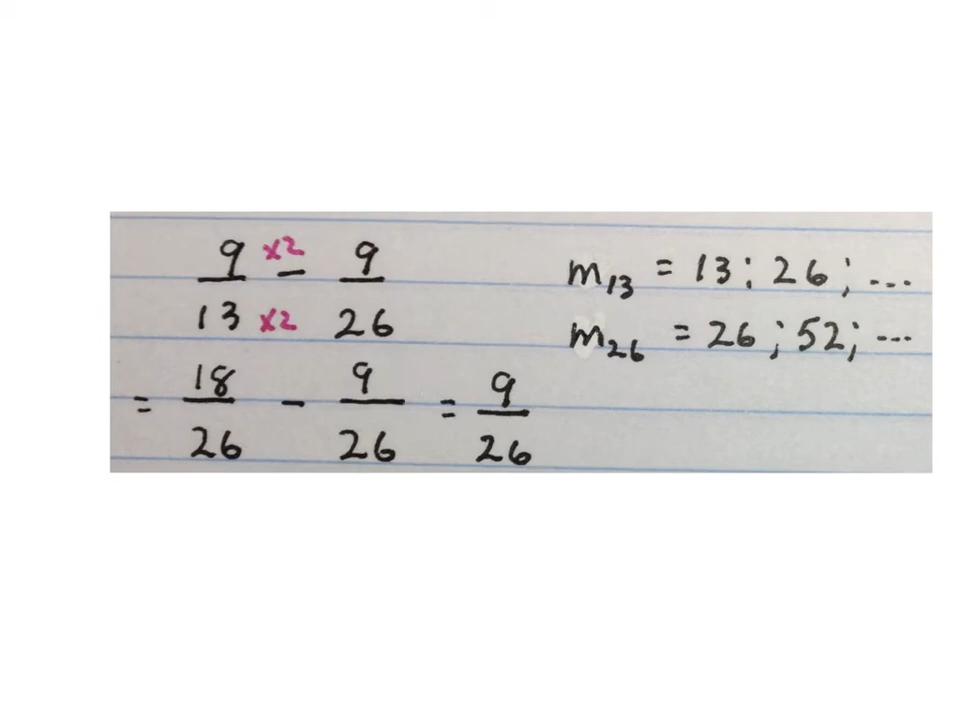 9/13 ×2/×2 - 9/26
= 18/26 - 9/26 = 9/26
m₁₃ = 13; 26; ...
m₂₆ = 26; 52; ...